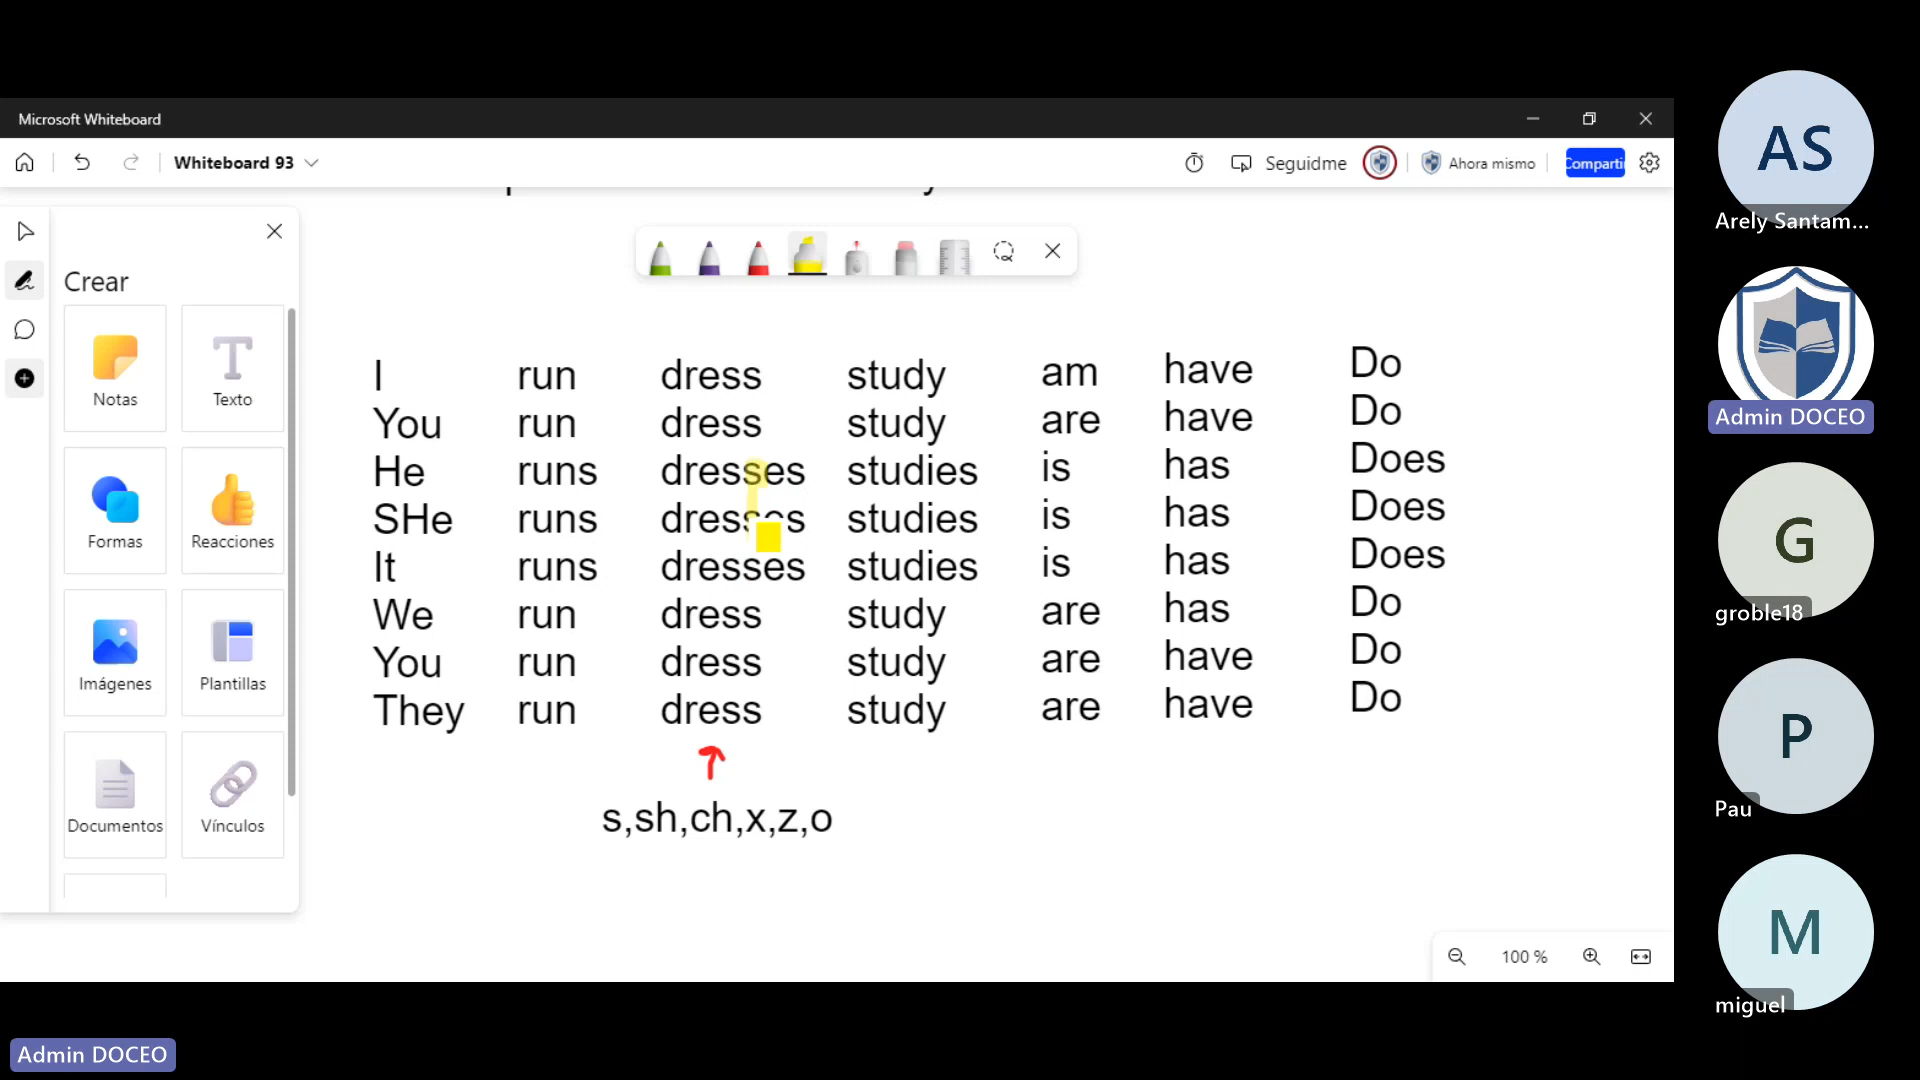 Microsoft Whiteboard
Whiteboard 93
Seguidme
Ahora mismo
Comparti
Crear
Notas
Texto
Formas
Reacciones
Imágenes
Plantillas
Documentos
Vínculos
I run dress study am have Do
You run dress study are have Do
He runs dresses studies is has Does
SHe runs dresses studies is has Does
It runs dresses studies is has Does
We run dress study are has Do
You run dress study are have Do
They run dress study are have Do
s,sh,ch,x,z,o
100 %
AS
Arely Santam...
Admin DOCEO
G
groble18
P
Pau
M
miguel
Admin DOCEO